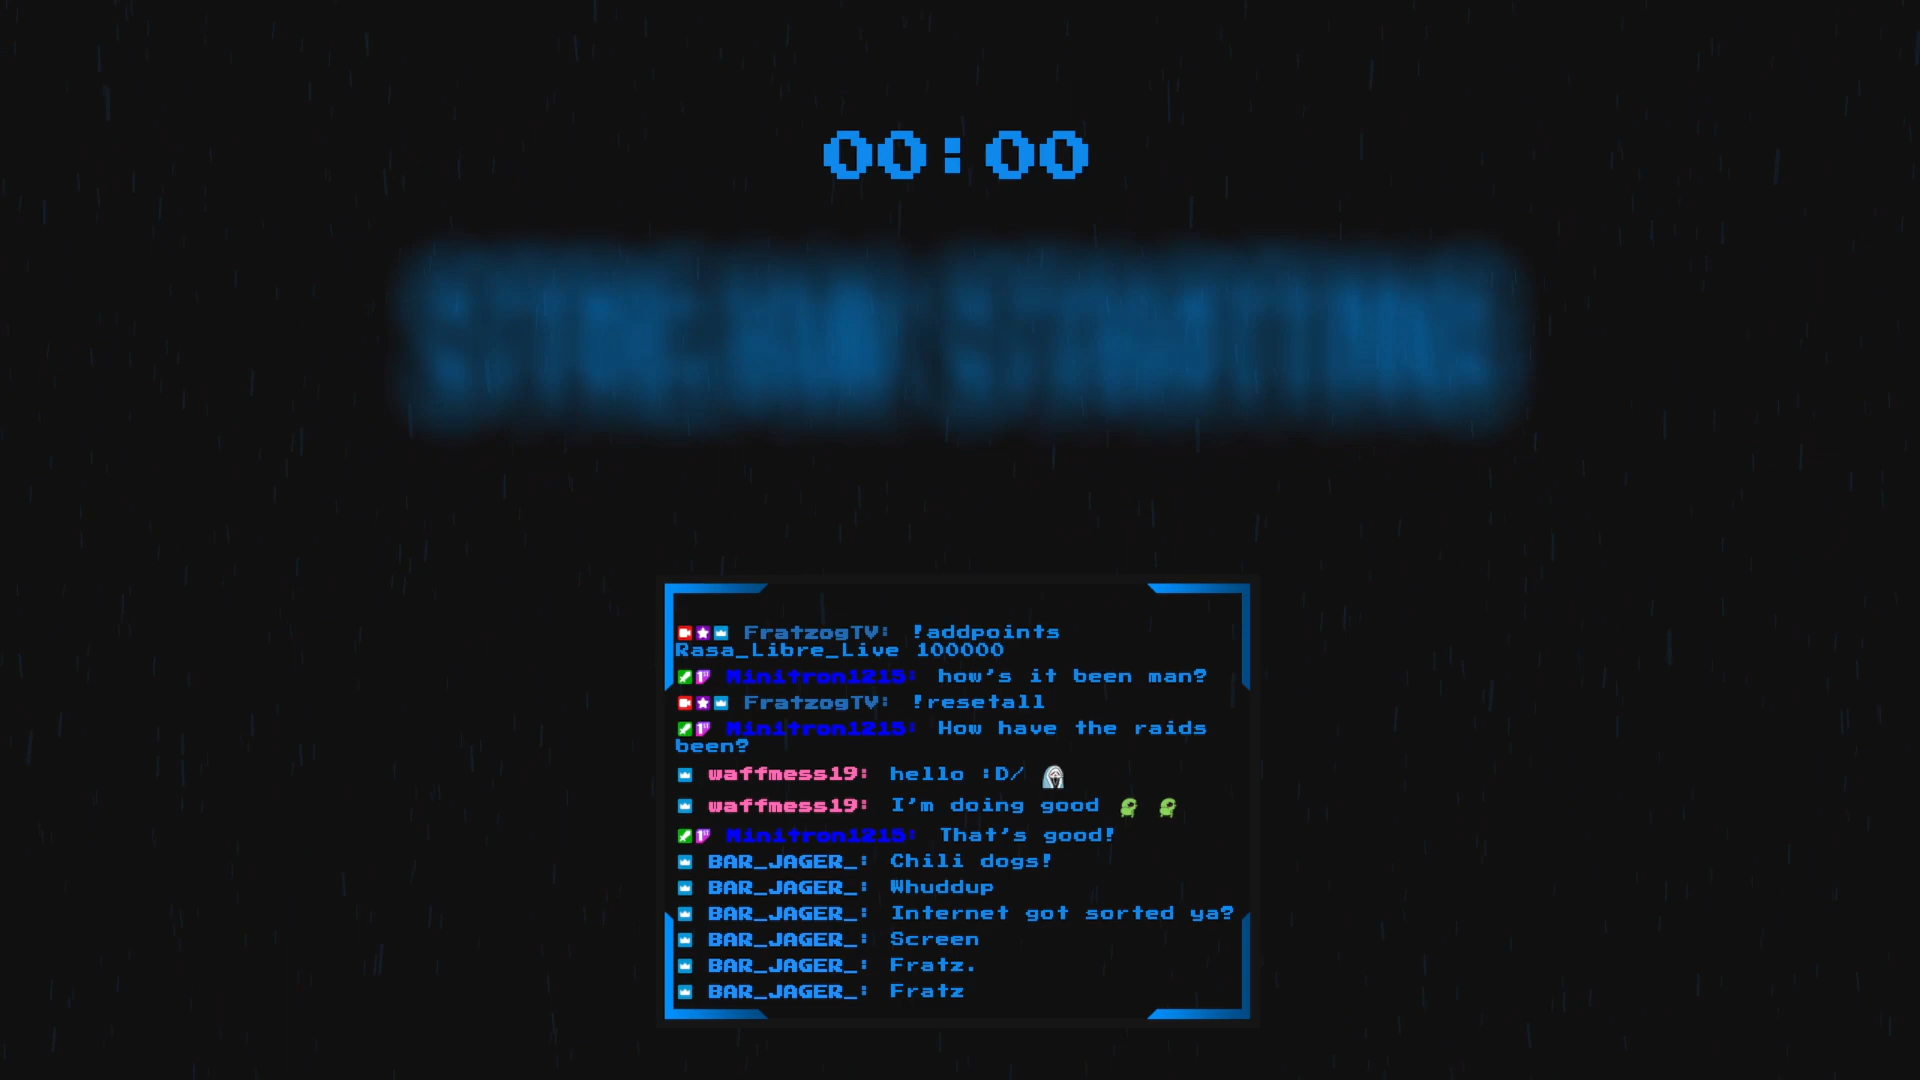 00:00
STREAM STARTING
FratzogTV: !addpoints
Rasa_Libre_Live 100000
Minitron1215: how's it been man?
FratzogTV: !resetall
Minitron1215: How have the raids
been?
waffmess19: hello :D/
waffmess19: I'm doing good
Minitron1215: That's good!
BAR_JAGER_: Chili dogs!
BAR_JAGER_: Whuddup
BAR_JAGER_: Internet got sorted ya?
BAR_JAGER_: Screen
BAR_JAGER_: Fratz.
BAR_JAGER_: Fratz